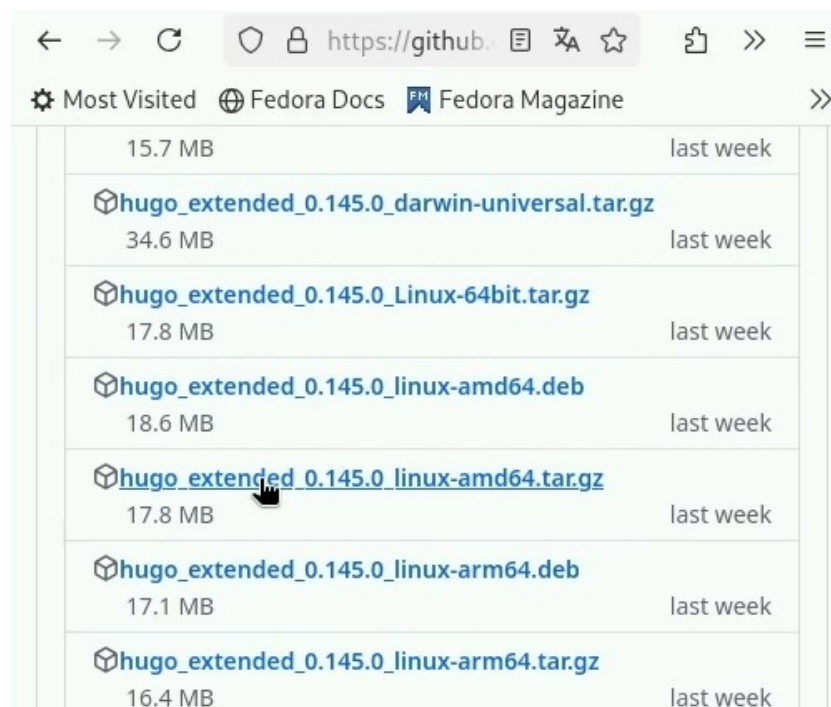 https://github.
Most Visited Fedora Docs FM Fedora Magazine
15.7 MB last week
hugo_extended_0.145.0_darwin-universal.tar.gz
34.6 MB last week
hugo_extended_0.145.0_Linux-64bit.tar.gz
17.8 MB last week
hugo_extended_0.145.0_linux-amd64.deb
18.6 MB last week
hugo_extended_0.145.0_linux-amd64.tar.gz
17.8 MB last week
hugo_extended_0.145.0_linux-arm64.deb
17.1 MB last week
hugo_extended_0.145.0_linux-arm64.tar.gz
16.4 MB last week